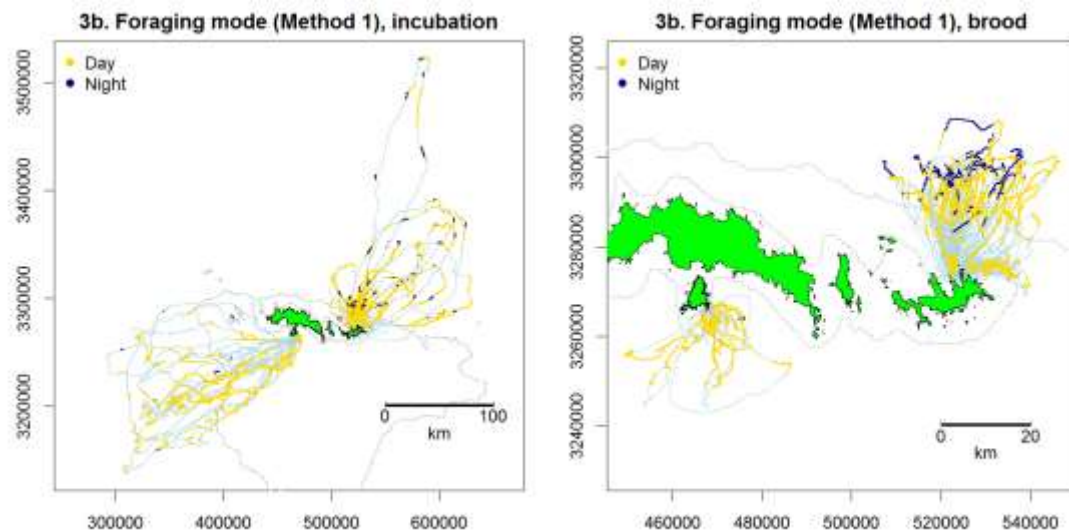 3b. Foraging mode (Method 1), incubation
Day
Night
3500000
3400000
3300000
3200000
0 100
km
300000 400000 500000 600000
3b. Foraging mode (Method 1), brood
Day
Night
3320000
3300000
3280000
3260000
3240000
0 20
km
460000 480000 500000 520000 540000